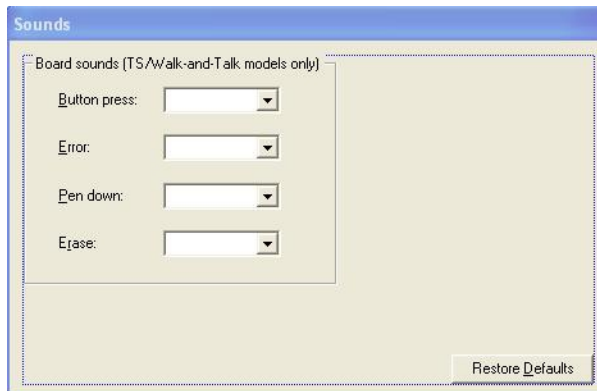 Sounds
Board sounds (TS/Walk-and-Talk models only)
Button press:
Error:
Pen down:
Erase:
Restore Defaults